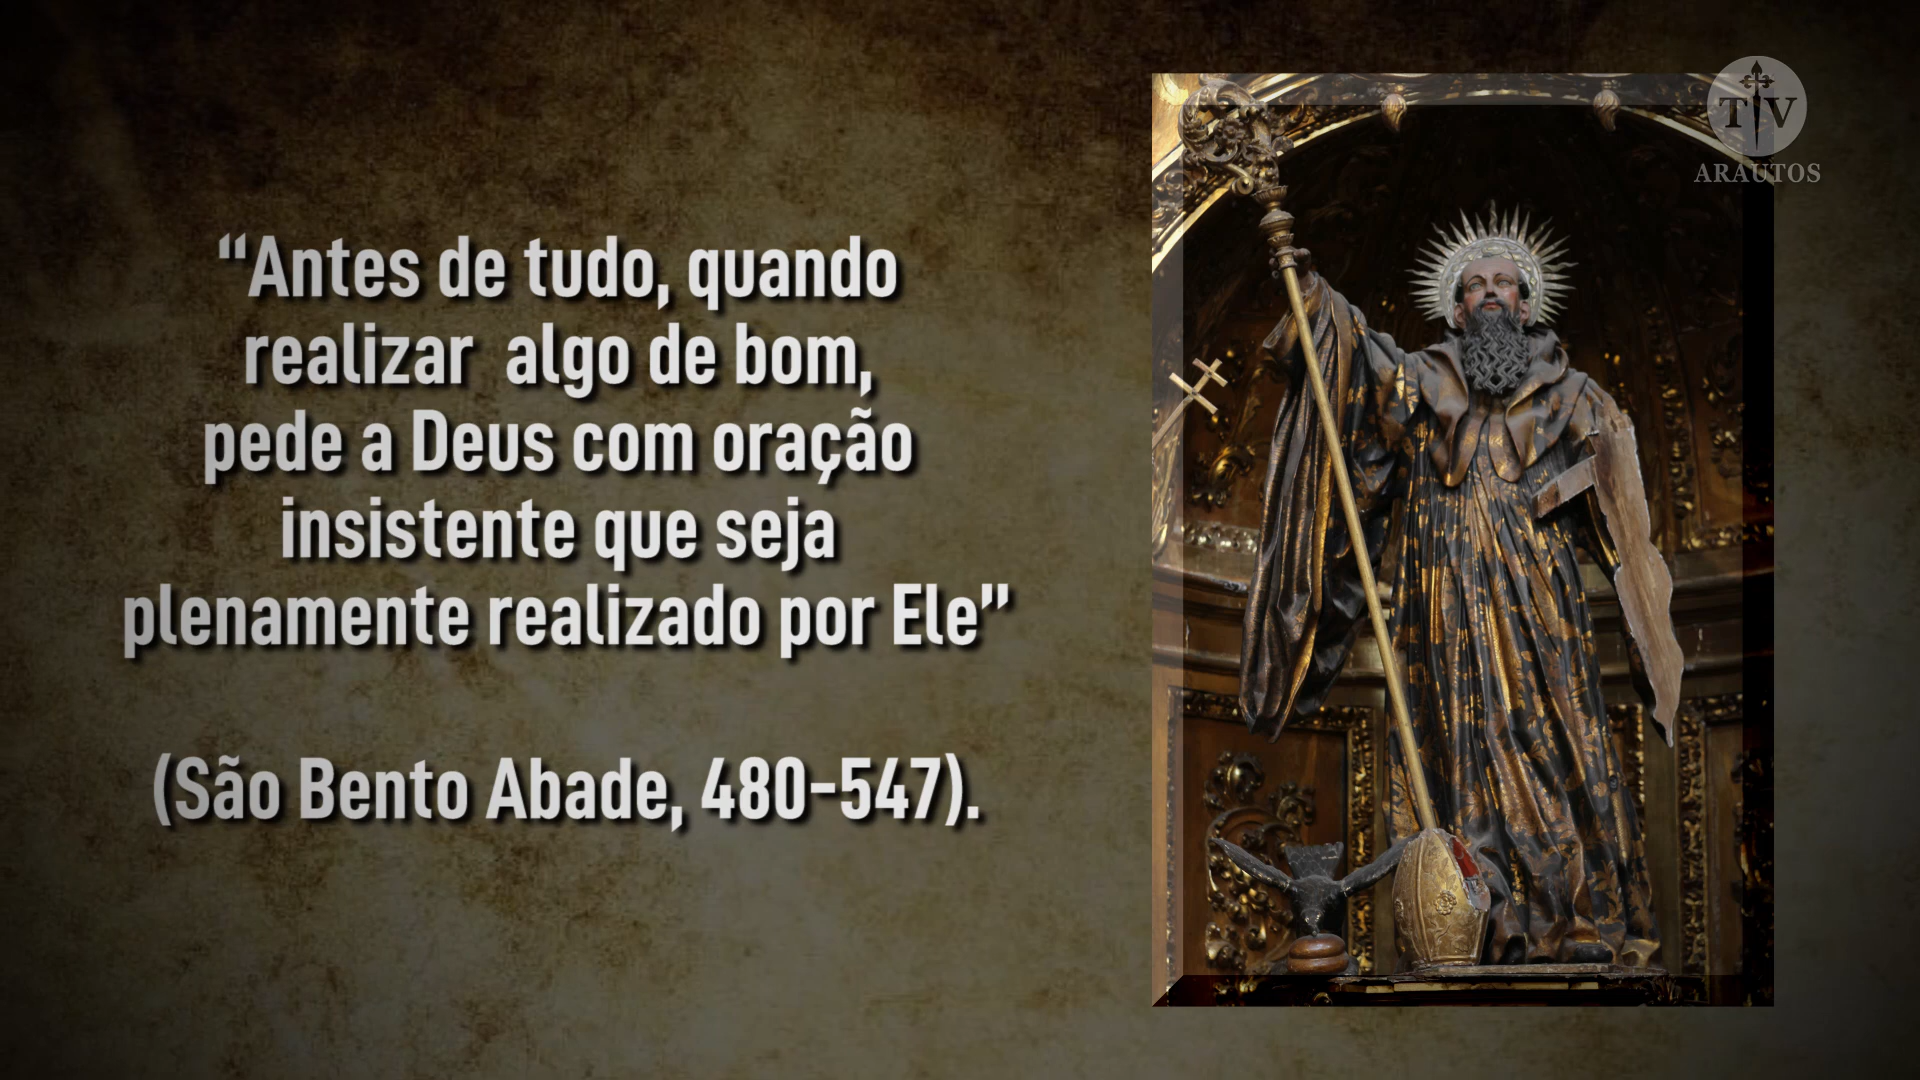 “Antes de tudo, quando
realizar algo de bom,
pede a Deus com oração
insistente que seja
plenamente realizado por Ele”
(São Bento Abade, 480-547).
TV
ARAUTOS